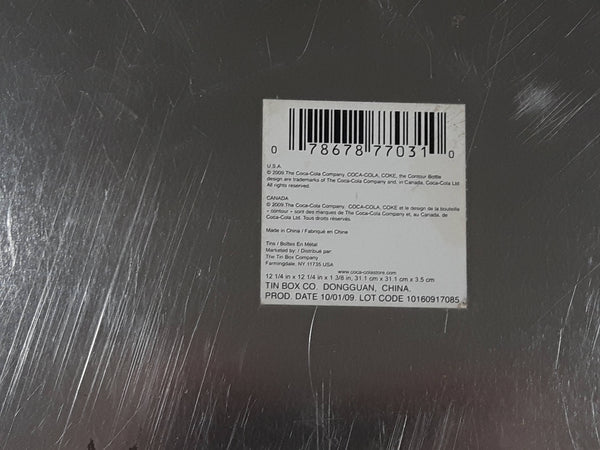 0 78678 77031 0
U.S.A.
© 2009 The Coca-Cola Company. COCA-COLA, COKE, the Contour Bottle
design are trademarks of The Coca-Cola Company and, in Canada, Coca-Cola Ltd.
All rights reserved.
CANADA
© 2009 The Coca-Cola Company. COCA-COLA, COKE et le design de la bouteille
« contour » sont des marques de The Coca-Cola Company et, au Canada, de
Coca-Cola Ltd. Tous droits réservés.
Made in China / Fabriqué en Chine
Tins / Boîtes En Métal
Marketed by: / Distribué par:
The Tin Box Company
Farmingdale, NY 11735 USA
www.coca-colastore.com
12 1/4 in x 12 1/4 in x 1 3/8 in, 31.1 cm x 31.1 cm x 3.5 cm
TIN BOX CO. DONGGUAN, CHINA.
PROD. DATE 10/01/09. LOT CODE 10160917085